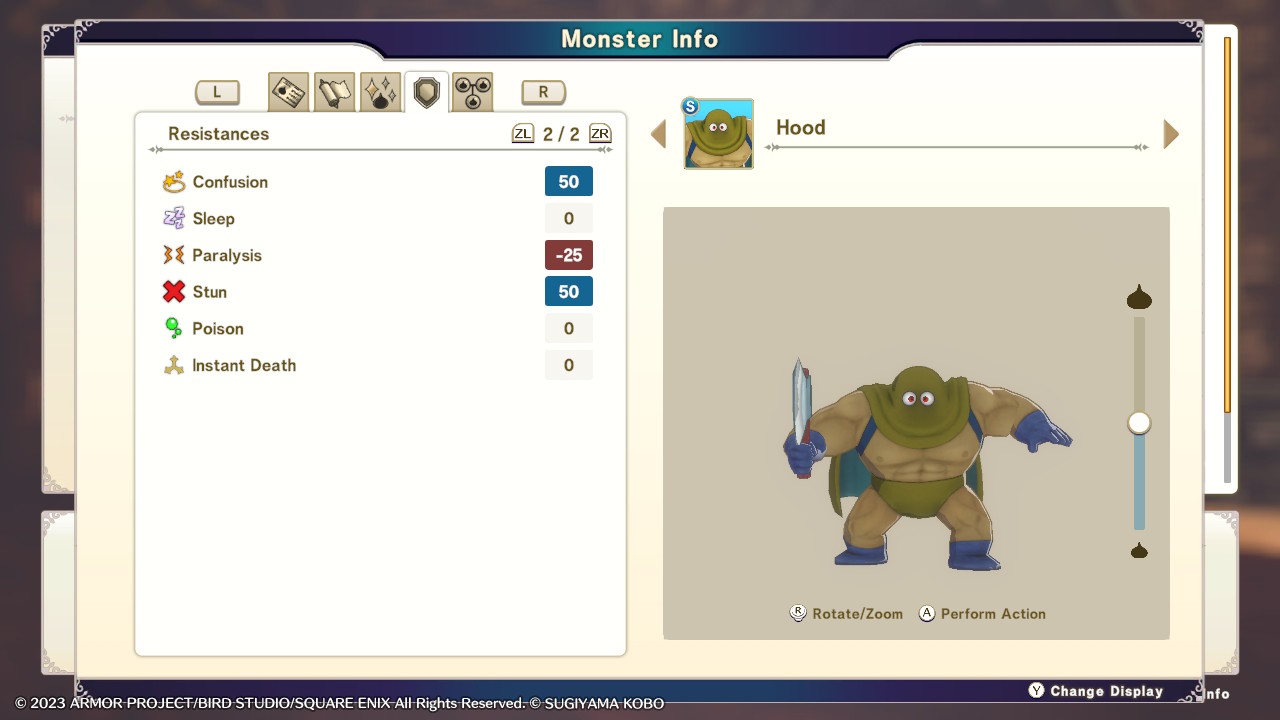 Monster Info
L
R
Resistances
ZL 2 / 2 ZR
Confusion 50
Sleep 0
Paralysis -25
Stun 50
Poison 0
Instant Death 0
S
Hood
R Rotate/Zoom A Perform Action
Y Change Display
nfo
© 2023 ARMOR PROJECT/BIRD STUDIO/SQUARE ENIX All Rights Reserved. © SUGIYAMA KOBO